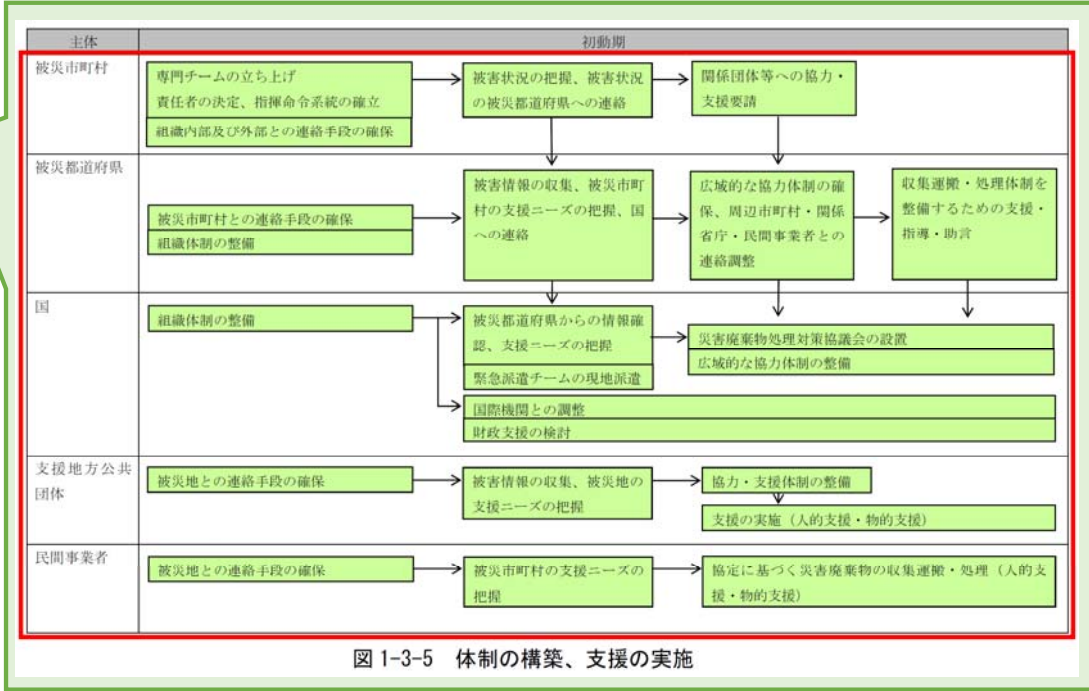 主体
初動期
被災市町村
専門チームの立ち上げ
責任者の決定、指揮命令系統の確立
組織内部及び外部との連絡手段の確保
被害状況の把握、被害状況
の被災都道府県への連絡
関係団体等への協力・
支援要請
被災都道府県
被災市町村との連絡手段の確保
組織体制の整備
被害情報の収集、被災市町
村の支援ニーズの把握、国
への連絡
広域的な協力体制の確
保、周辺市町村・関係
省庁・民間事業者との
連絡調整
収集運搬・処理体制を
整備するための支援・
指導・助言
国
組織体制の整備
被災都道府県からの情報確
認、支援ニーズの把握
緊急派遣チームの現地派遣
災害廃棄物処理対策協議会の設置
広域的な協力体制の整備
国際機関との調整
財政支援の検討
支援地方公共
団体
被災地との連絡手段の確保
被害情報の収集、被災地の
支援ニーズの把握
協力・支援体制の整備
支援の実施（人的支援・物的支援）
民間事業者
被災地との連絡手段の確保
被災市町村の支援ニーズの
把握
協定に基づく災害廃棄物の収集運搬・処理（人的支
援・物的支援）
図 1-3-5 体制の構築、支援の実施